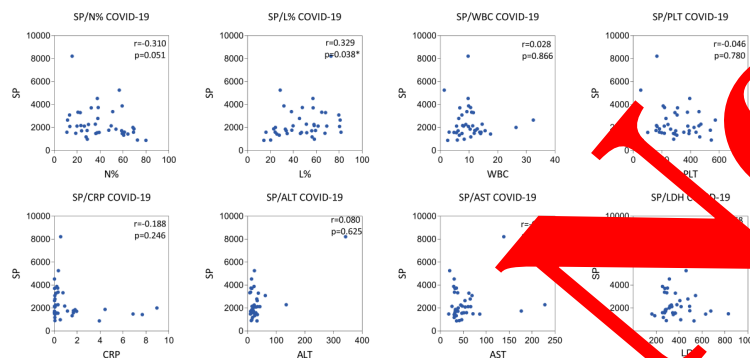 SP/N% COVID-19 SP/L% COVID-19 SP/WBC COVID-19 SP/PLT COVID-19
10000 10000 10000 10000
r=-0.310 r=0.329 r=0.028 r=-0.046
p=0.051 p=0.038* p=0.866 p=0.780
8000 8000 8000 8000
6000 6000 6000 6000
SP SP SP SP
4000 4000 4000
2000 2000 2000 2000
0 0 0 0
0 20 40 60 80 100 0 20 40 60 80 100 0 10 20 30 40 0 400 600
N% L% WBC PLT
SP/CRP COVID-19 SP/ALT COVID-19 SP/AST COVID-19 SP/LDH COVID-19
10000 10000 10000 10000
r=-0.188 r=0.080
p=0.246 p=0.625
8000 8000 8000
6000 6000 6000
SP SP SP SP
4000 4000 4000 4000
2000 2000 2000 2000
0 0 0
0 2 4 6 8 10 0 100 200 300 400 0 50 100 150 200 250 200 400 600 800 1000
CRP ALT AST